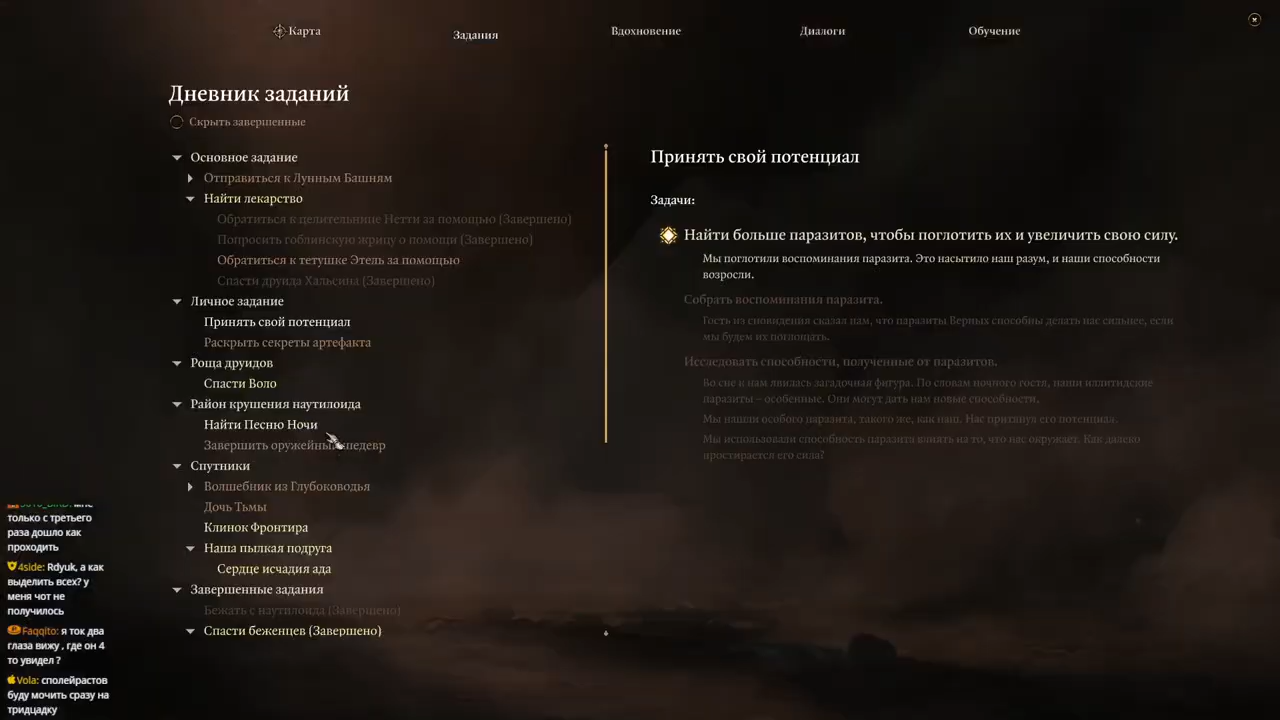 Карта
Задания
Вдохновение
Диалоги
Обучение
Дневник заданий
Скрыть завершенные
Основное задание
Отправиться к Лунным Башням
Найти лекарство
Обратиться к целительнице Нетти за помощью (Завершено)
Попросить гоблинскую жрицу о помощи (Завершено)
Обратиться к тетушке Этель за помощью
Спасти друида Хальсина (Завершено)
Личное задание
Принять свой потенциал
Раскрыть секреты артефакта
Роща друидов
Спасти Воло
Район крушения наутилоида
Найти Песню Ночи
Завершить оружейный шедевр
Спутники
Волшебник из Глубоководья
Дочь Тьмы
Клинок Фронтира
Наша пылкая подруга
Сердце исчадия ада
Завершенные задания
Бежать с наутилоида (Завершено)
Спасти беженцев (Завершено)
Принять свой потенциал
Задачи:
Найти больше паразитов, чтобы поглотить их и увеличить свою силу.
Мы поглотили воспоминания паразита. Это насытило наш разум, и наши способности
возросли.
Собрать воспоминания паразита.
Гость из сновидения сказал нам, что паразиты Верных способны делать нас сильнее, если
мы будем их поглощать.
Исследовать способности, полученные от паразитов.
Во сне к нам явилась загадочная фигура. По словам ночного гостя, наши иллитидские
паразиты – особенные. Они могут дать нам новые способности.
Мы нашли особого паразита, такого же, как наш. Нас притянул его потенциал.
Мы использовали способность паразита влиять на то, что нас окружает. Как далеко
простирается его сила?
только с третьего
раза дошло как
проходить
4side: Rdyuk, а как
выделить всех? у
меня чот не
получилось
Faqqito: я ток два
глаза вижу , где он 4
то увидел ?
Vola: сполейрастов
буду мочить сразу на
тридцадку